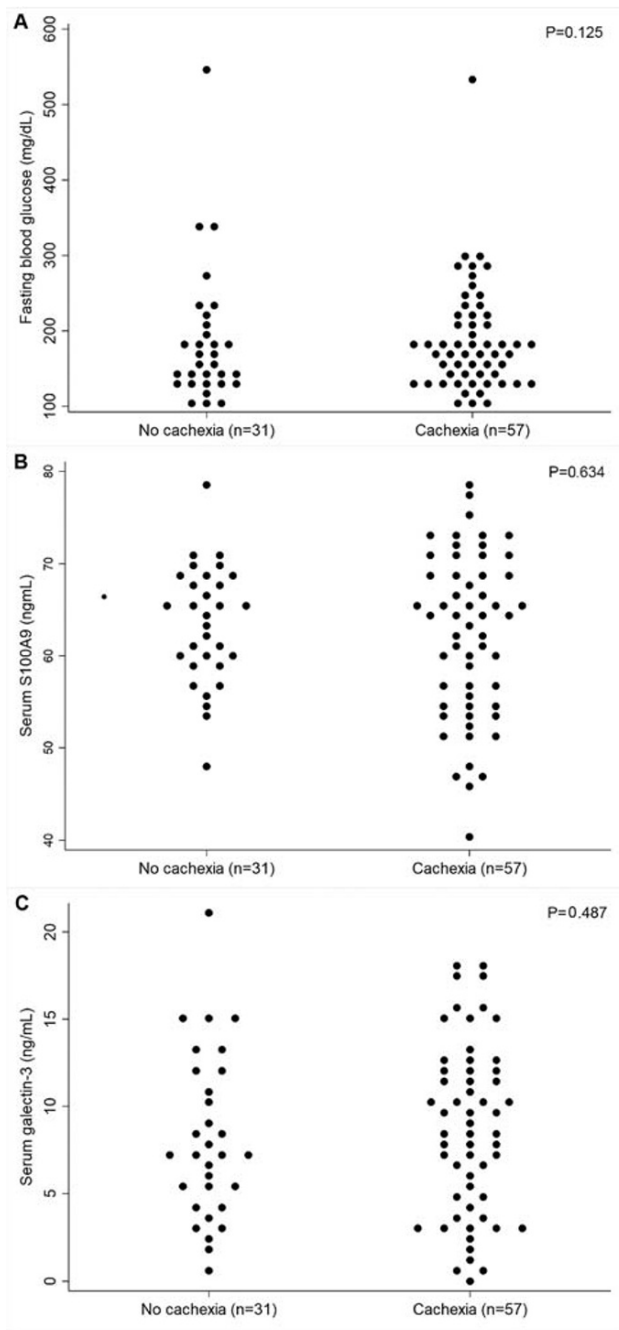 A
P=0.125
Fasting blood glucose (mg/dL)
600
500
400
300
200
100
No cachexia (n=31)
Cachexia (n=57)
B
P=0.634
Serum S100A9 (ngmL)
80
70
60
50
40
No cachexia (n=31)
Cachexia (n=57)
C
P=0.487
Serum galectin-3 (ng/mL)
20
15
10
5
0
No cachexia (n=31)
Cachexia (n=57)